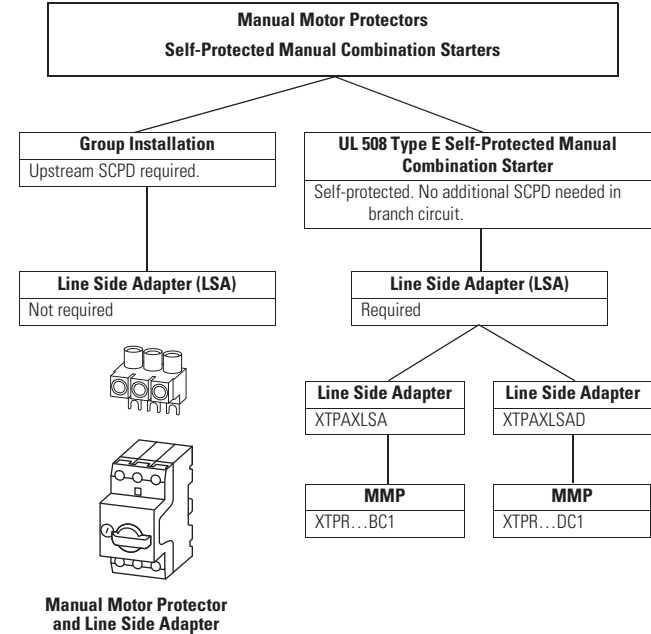 Manual Motor Protectors
Self-Protected Manual Combination Starters
Group Installation
Upstream SCPD required.
UL 508 Type E Self-Protected Manual
Combination Starter
Self-protected. No additional SCPD needed in
branch circuit.
Line Side Adapter (LSA)
Not required
Line Side Adapter (LSA)
Required
Line Side Adapter
XTPAXLSA
Line Side Adapter
XTPAXLSAD
MMP
XTPR…BC1
MMP
XTPR…DC1
Manual Motor Protector
and Line Side Adapter